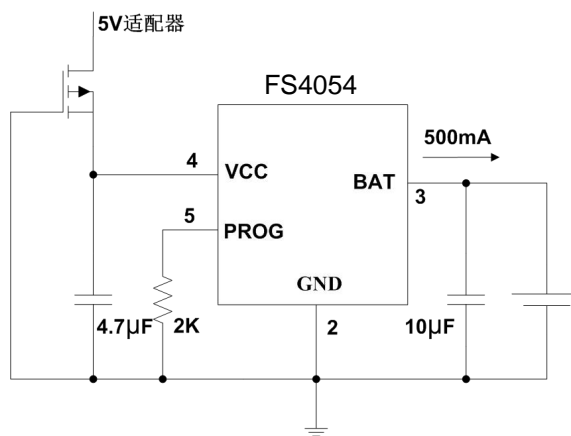 5V适配器
FS4054
500mA
4
VCC
BAT
3
5
PROG
GND
4.7μF
2K
2
10μF